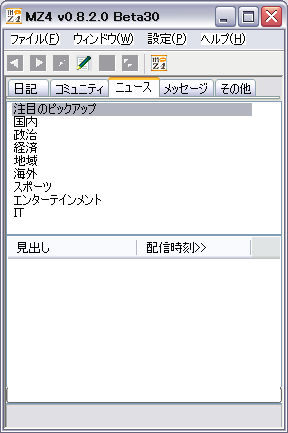 MZ4 v0.8.2.0 Beta30
ファイル(F) ウィンドウ(W) 設定(P) ヘルプ(H)
日記 コミュニティ ニュース メッセージ その他
注目のピックアップ
国内
政治
経済
地域
海外
スポーツ
エンターテインメント
IT
見出し 配信時刻>>